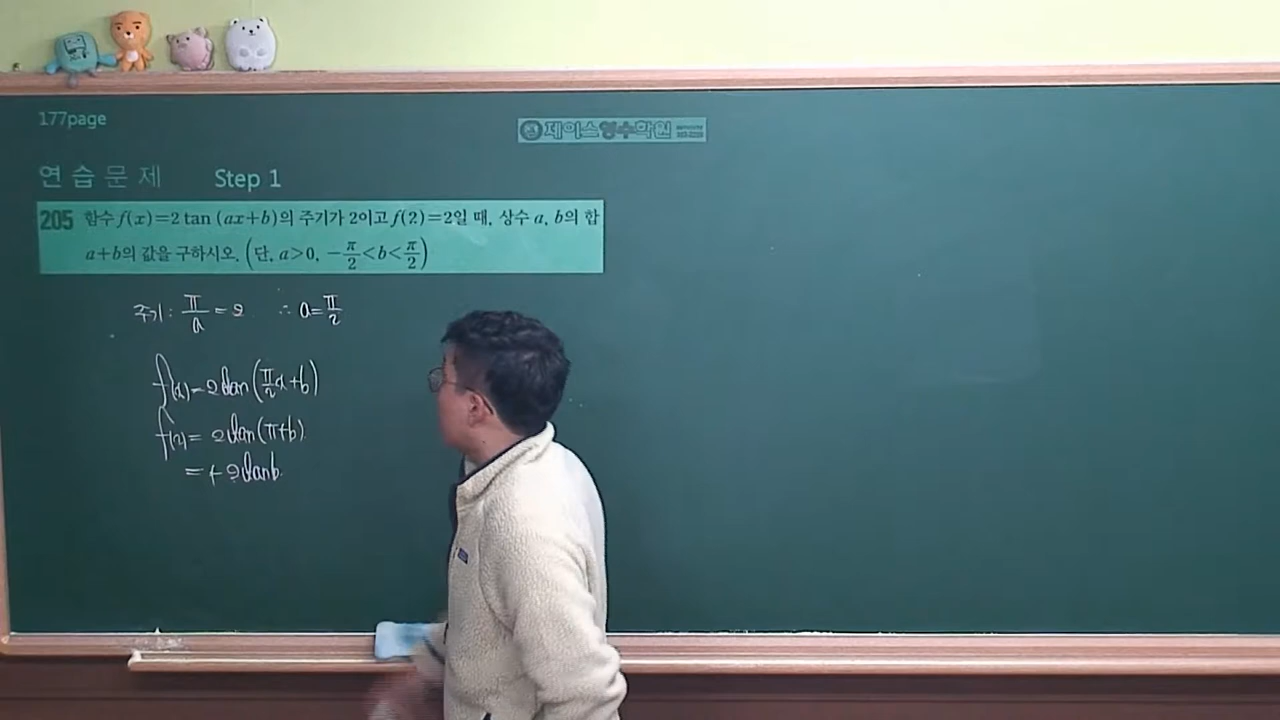 177page
제이스영수학원
연습문제 Step 1
205 함수 f(x)=2 tan (ax+b)의 주기가 2이고 f(2)=2일 때, 상수 a, b의 합
a+b의 값을 구하시오. (단, a>0, -π/2<b<π/2)
주기: π/a = 2 ∴ a=π/2
f(x)=2tan(π/2x+b)
f(2)= 2tan(π+b).
=+2tanb.